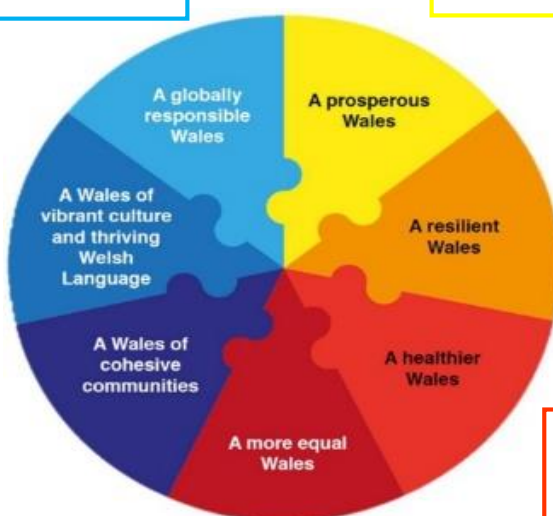 A globally
responsible
Wales
A prosperous
Wales
A Wales of
vibrant culture
and thriving
Welsh
Language
A resilient
Wales
A Wales of
cohesive
communities
A healthier
Wales
A more equal
Wales